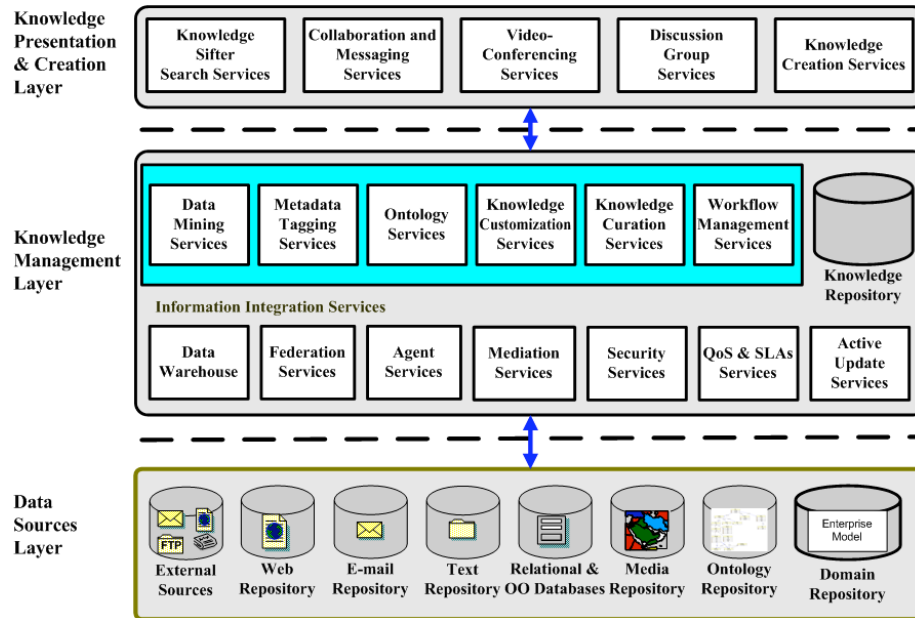 Knowledge
Presentation
& Creation
Layer
Knowledge
Sifter
Search Services
Collaboration and
Messaging
Services
Video-
Conferencing
Services
Discussion
Group
Services
Knowledge
Creation Services
Knowledge
Management
Layer
Data
Mining
Services
Metadata
Tagging
Services
Ontology
Services
Knowledge
Customization
Services
Knowledge
Curation
Services
Workflow
Management
Services
Knowledge
Repository
Information Integration Services
Data
Warehouse
Federation
Services
Agent
Services
Mediation
Services
Security
Services
QoS & SLAs
Services
Active
Update
Services
Data
Sources
Layer
FTP
External
Sources
Web
Repository
E-mail
Repository
Text
Repository
Relational &
OO Databases
Media
Repository
Ontology
Repository
Enterprise
Model
Domain
Repository